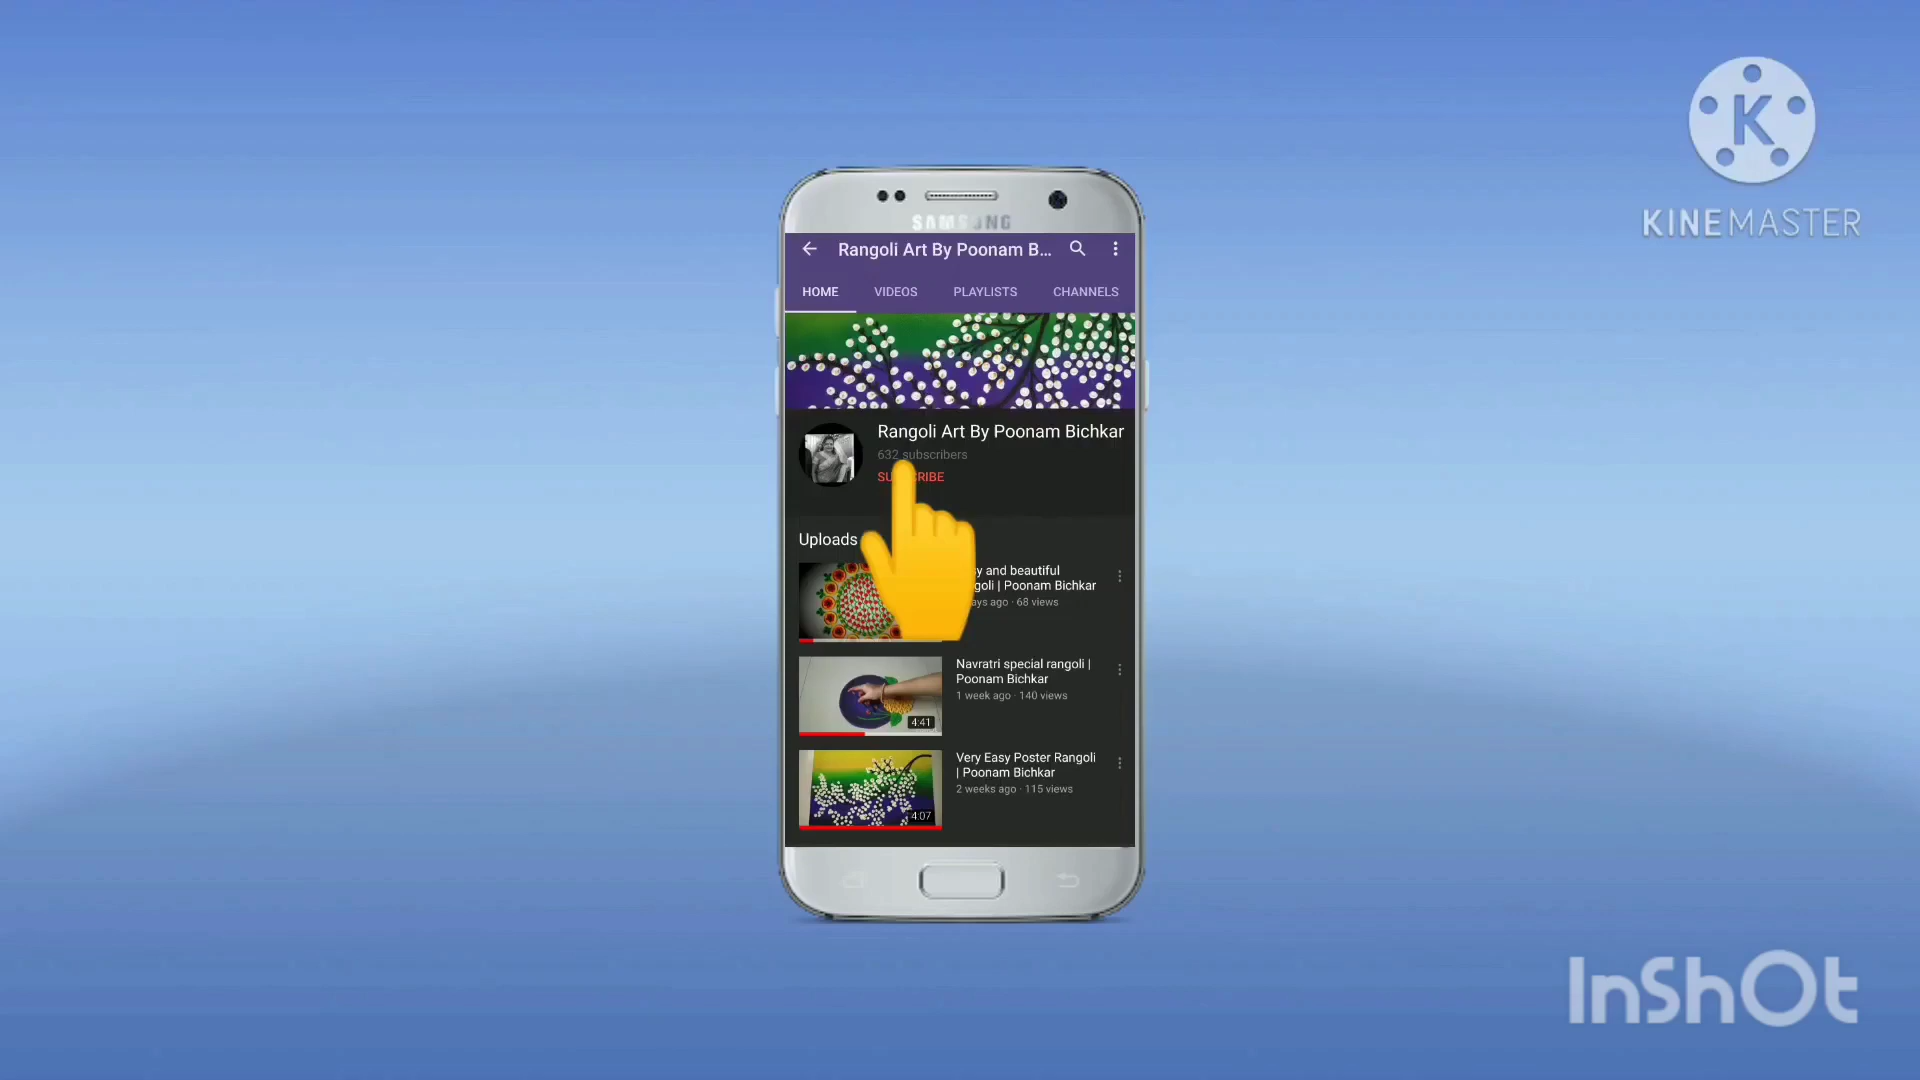 KINEMASTER
SAMSUNG
Rangoli Art By Poonam B...
HOME VIDEOS PLAYLISTS CHANNELS
Rangoli Art By Poonam Bichkar
632 subscribers
Uploads
and beautiful
| Poonam Bichkar
ago · 68 views
Navratri special rangoli |
Poonam Bichkar
1 week ago · 140 views
4:41
Very Easy Poster Rangoli
| Poonam Bichkar
2 weeks ago · 115 views
4:07
InShOt